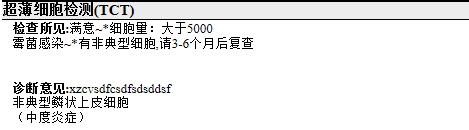 超薄细胞检测(TCT)
检查所见:满意~*细胞量：大于5000
霉菌感染~*有非典型细胞,请3-6个月后复查
诊断意见:xzcvsdfcsdfsdsddsf
非典型鳞状上皮细胞
（中度炎症）